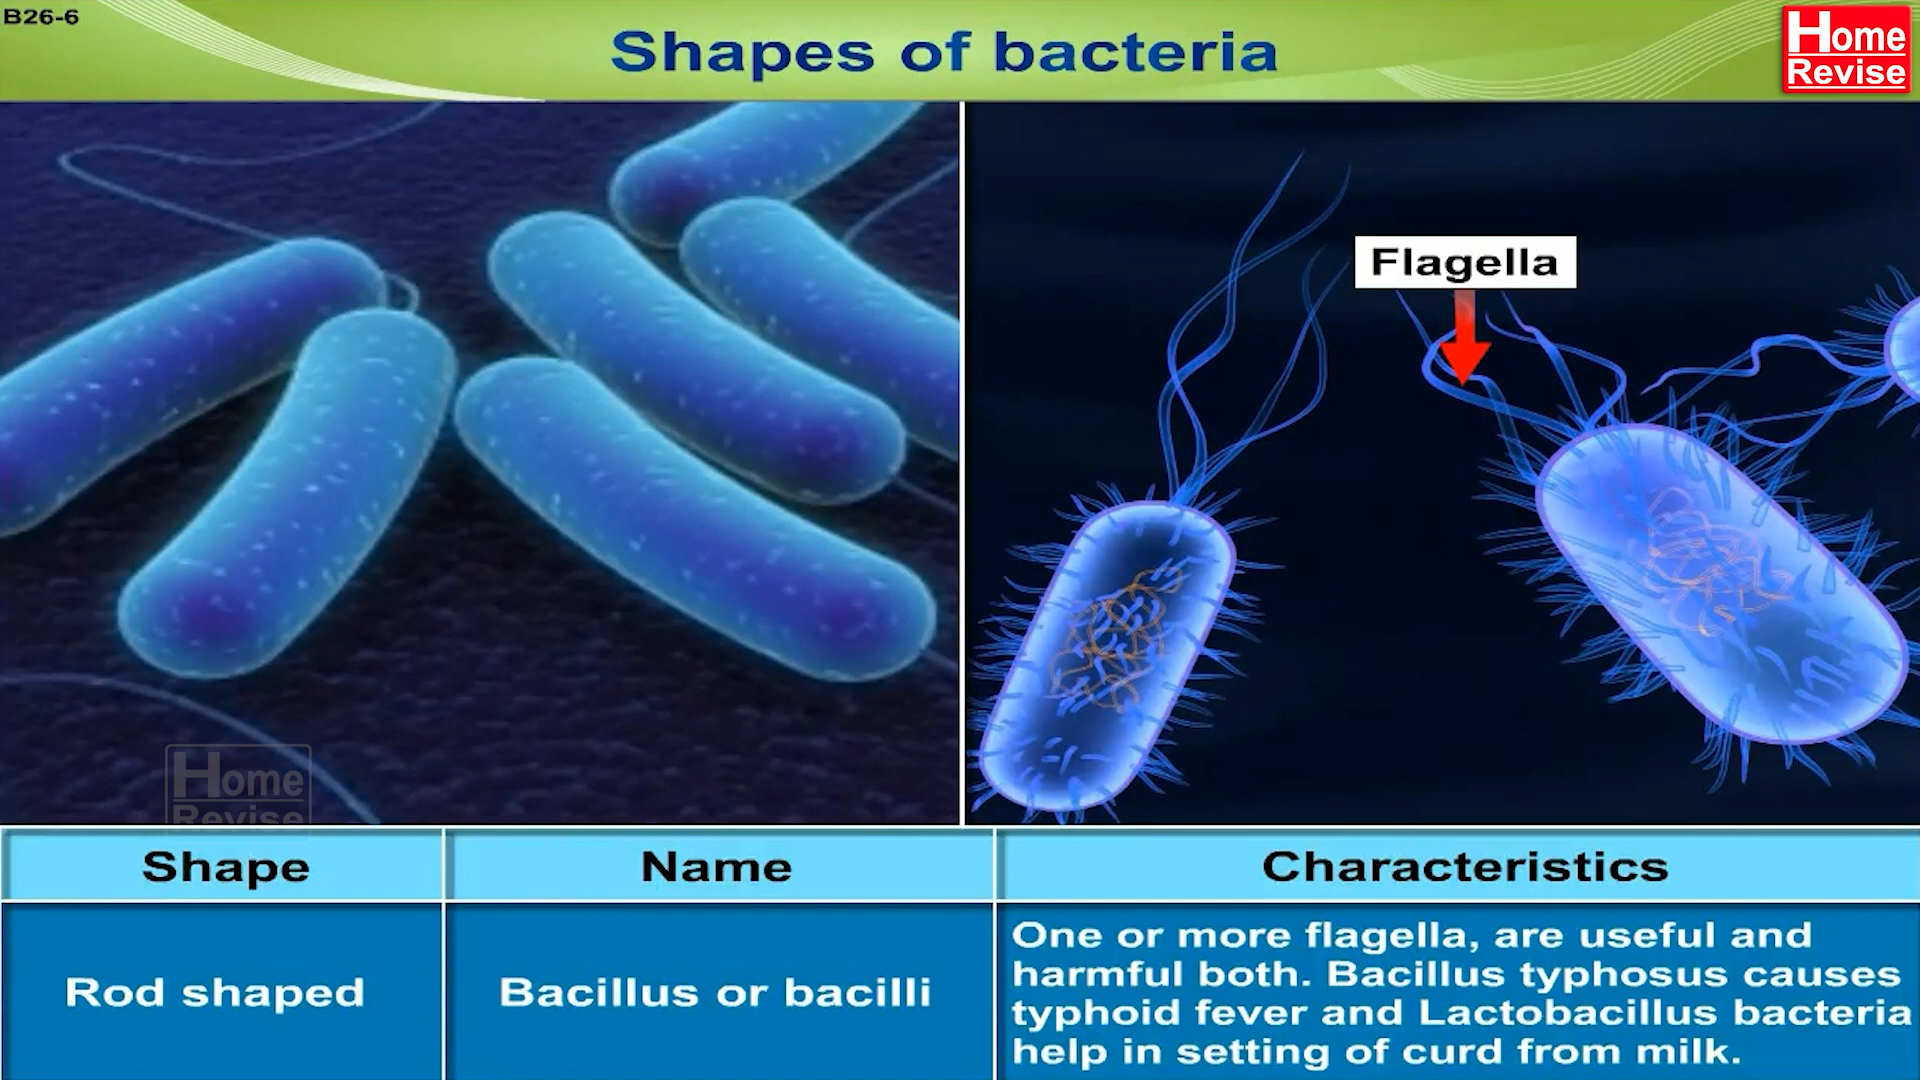 B26-6
Shapes of bacteria
Home
Revise
Flagella
Home
Revise
Shape
Name
Characteristics
Rod shaped
Bacillus or bacilli
One or more flagella, are useful and
harmful both. Bacillus typhosus causes
typhoid fever and Lactobacillus bacteria
help in setting of curd from milk.